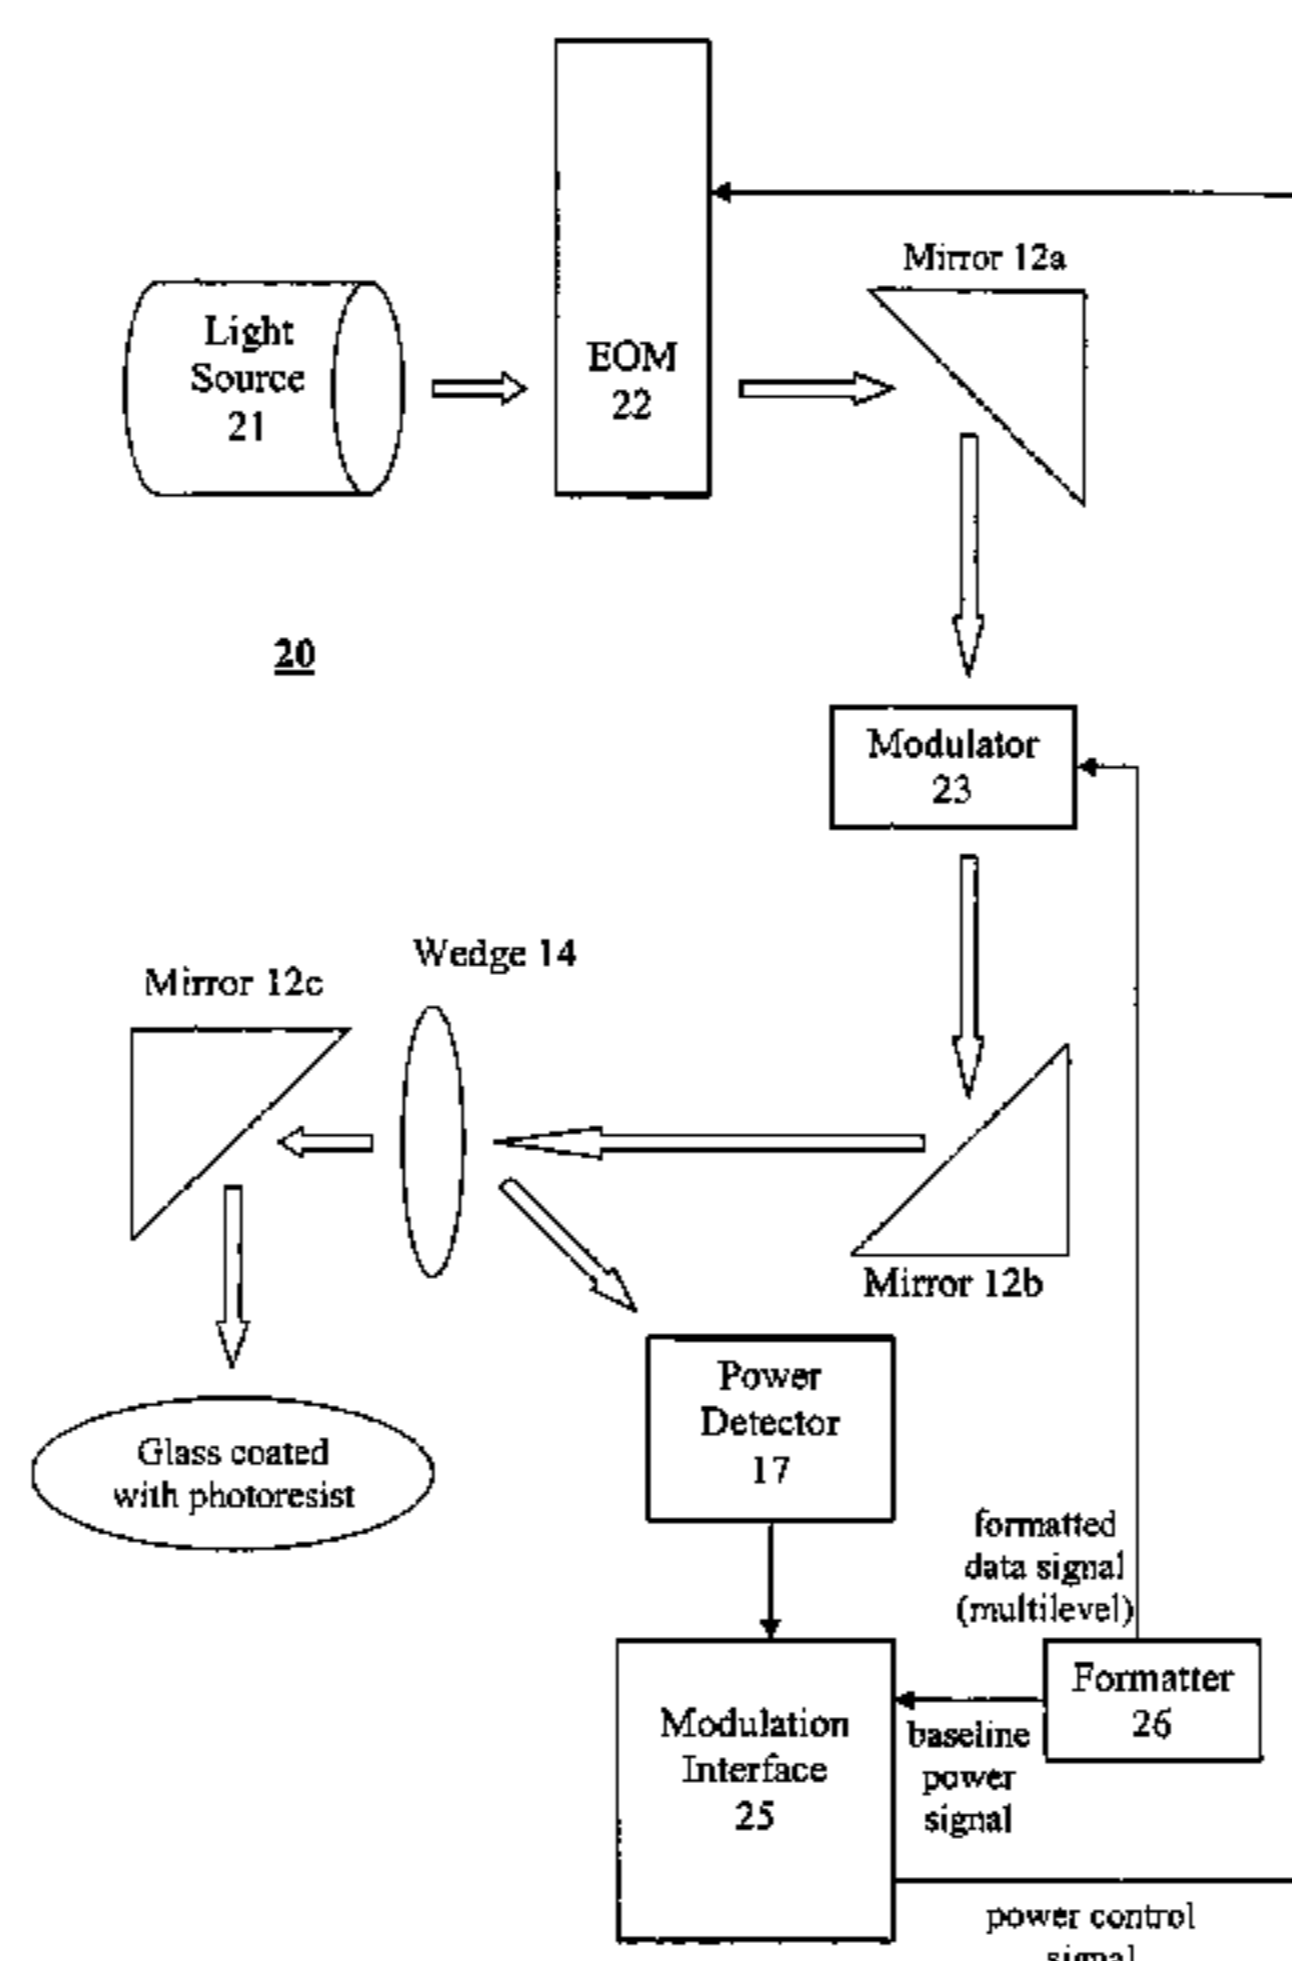 Mirror 12a
Light
Source
21
EOM
22
20
Modulator
23
Wedge 14
Mirror 12c
Mirror 12b
Power
Detector
17
Glass coated
with photoresist
formatted
data signal
(multilevel)
Formatter
26
Modulation
Interface
25
baseline
power
signal
power control
signal